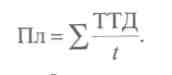 Пл = ∑ ТТД / t.